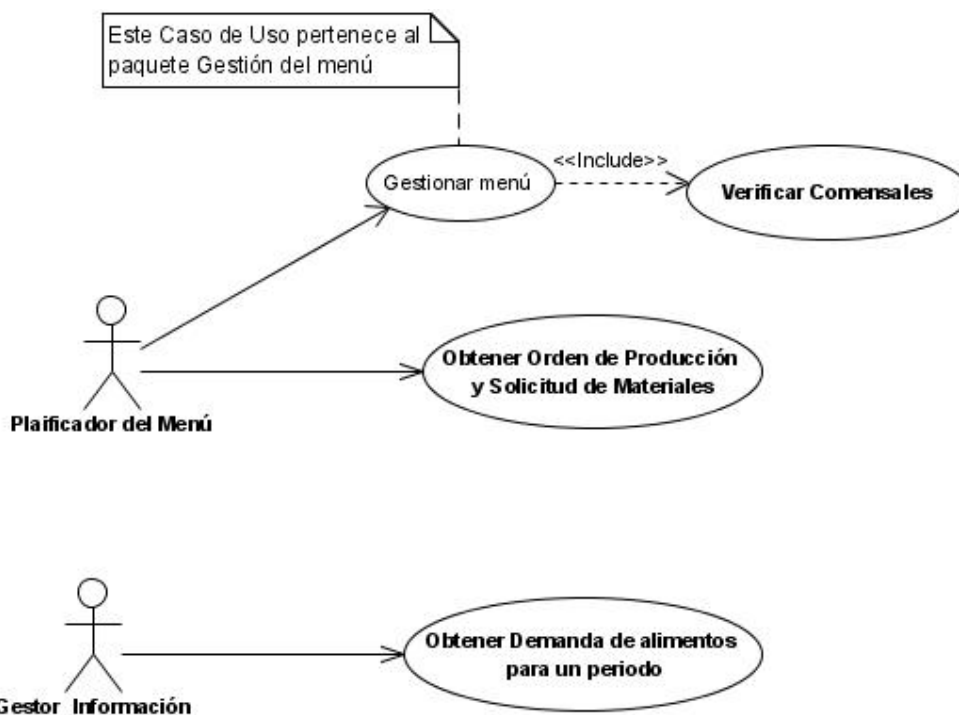 Este Caso de Uso pertenece al
paquete Gestión del menú
Gestionar menú
<<Include>>
Verificar Comensales
Obtener Orden de Producción
y Solicitud de Materiales
Plaificador del Menú
Obtener Demanda de alimentos
para un periodo
Gestor Información